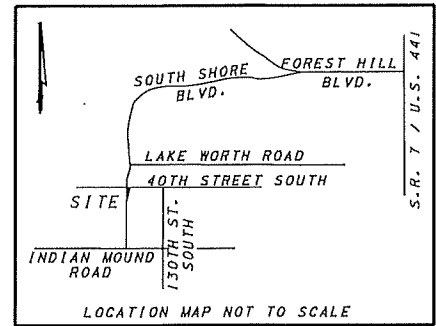 FOREST HILL
BLVD.
SOUTH SHORE
BLVD.
S.R. 7 / U.S. 441
LAKE WORTH ROAD
40TH STREET SOUTH
SITE
130TH ST.
SOUTH
INDIAN MOUND
ROAD
LOCATION MAP NOT TO SCALE